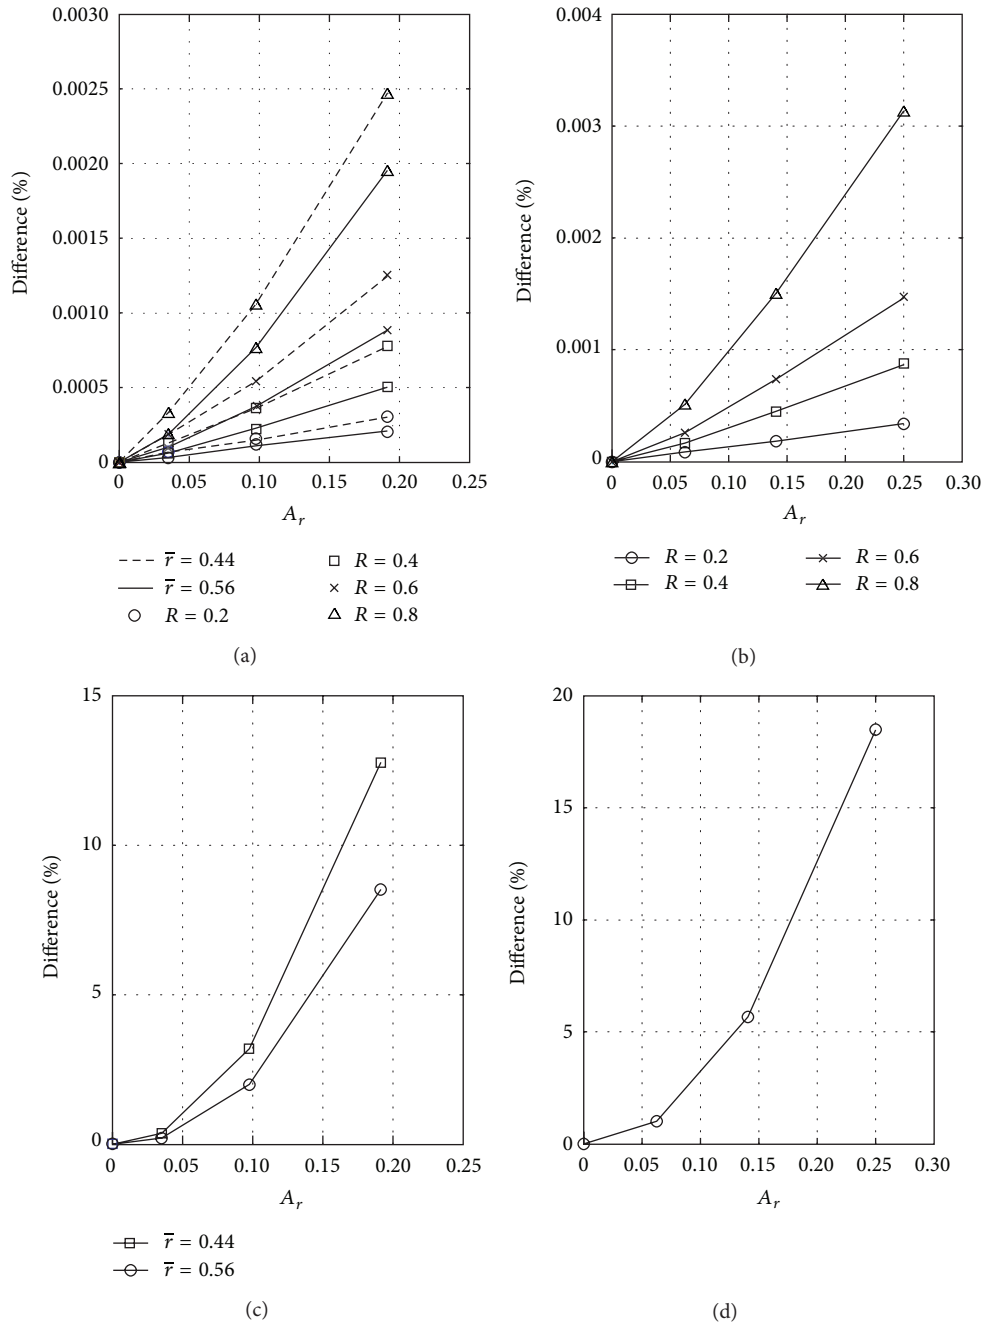 0.0030
0.0025
0.0020
0.0015
0.0010
0.0005
0
Difference (%)
0 0.05 0.10 0.15 0.20 0.25
A_r
r̅ = 0.44
r̅ = 0.56
R = 0.2
R = 0.4
R = 0.6
R = 0.8
(a)
0.004
0.003
0.002
0.001
0
Difference (%)
0 0.05 0.10 0.15 0.20 0.25 0.30
A_r
R = 0.2
R = 0.4
R = 0.6
R = 0.8
(b)
15
10
5
0
Difference (%)
0 0.05 0.10 0.15 0.20 0.25
A_r
r̅ = 0.44
r̅ = 0.56
(c)
20
15
10
5
0
Difference (%)
0 0.05 0.10 0.15 0.20 0.25 0.30
A_r
(d)